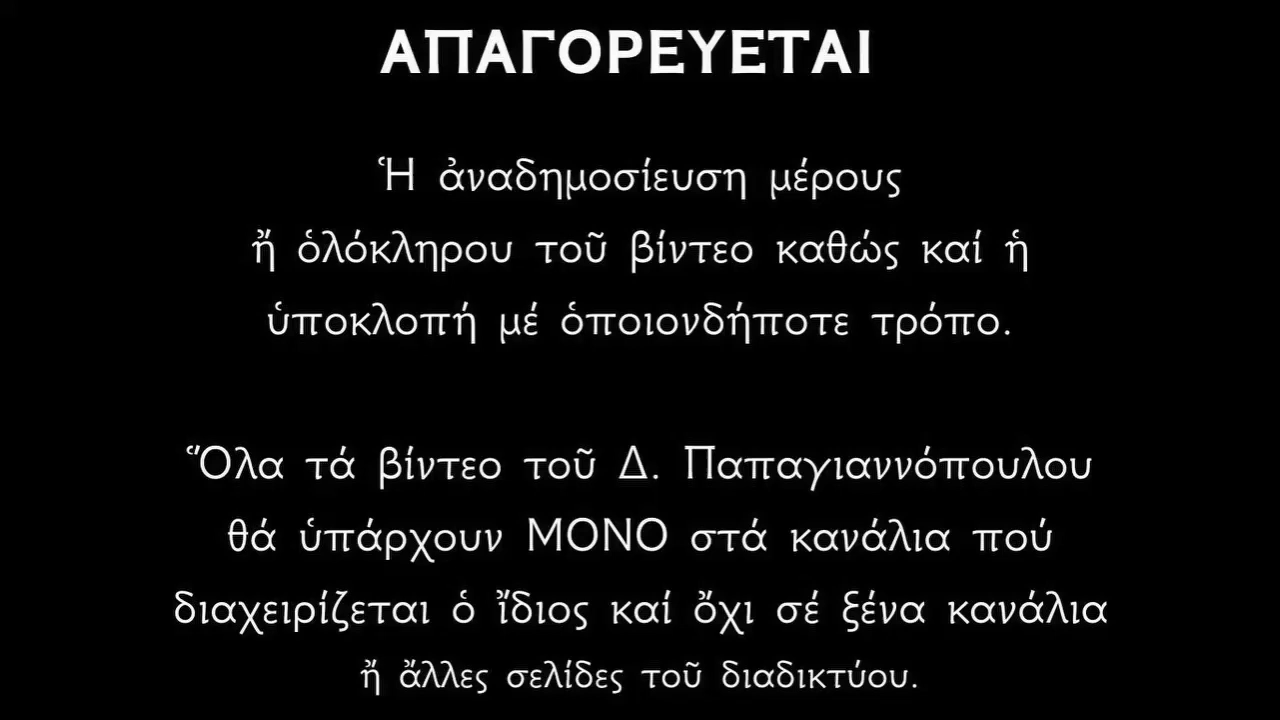 ΑΠΑΓΟΡΕΥΕΤΑΙ
Ἡ ἀναδημοσίευση μέρους
ἤ ὁλόκληρου τοῦ βίντεο καθώς καί ἡ
ὑποκλοπή μέ ὁποιονδήποτε τρόπο.
Ὅλα τά βίντεο τοῦ Δ. Παπαγιαννόπουλου
θά ὑπάρχουν ΜΟΝΟ στά κανάλια πού
διαχειρίζεται ὁ ἴδιος καί ὄχι σέ ξένα κανάλια
ἤ ἄλλες σελίδες τοῦ διαδικτύου.